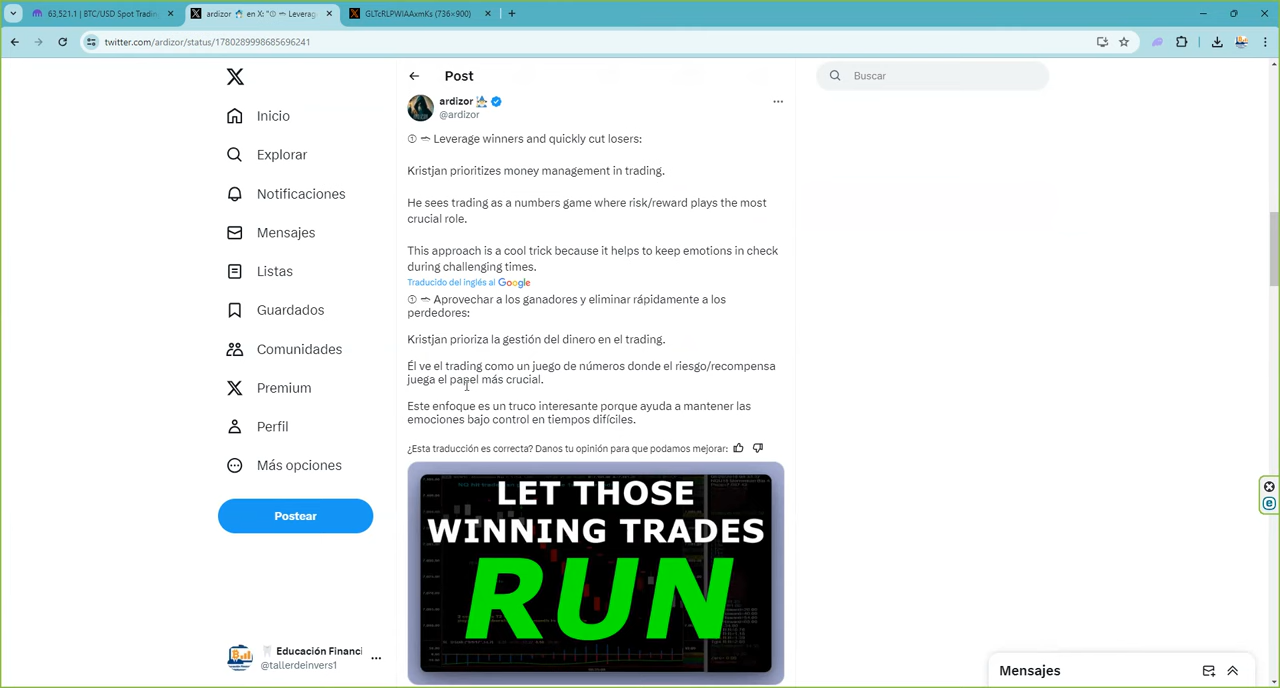 63,521.1 | BTC/USD Spot Tradin
ardizor en X: "① Leverag
GLTcRLPWIAAxmKs (736×900)
twitter.com/ardizor/status/1780289998685696241
Post
Buscar
Inicio
Explorar
Notificaciones
Mensajes
Listas
Guardados
Comunidades
Premium
Perfil
Más opciones
Postear
Educación Financi
@tallerdeinvers1
ardizor
@ardizor
① Leverage winners and quickly cut losers:
Kristjan prioritizes money management in trading.
He sees trading as a numbers game where risk/reward plays the most
crucial role.
This approach is a cool trick because it helps to keep emotions in check
during challenging times.
Traducido del inglés al Google
① Aprovechar a los ganadores y eliminar rápidamente a los
perdedores:
Kristjan prioriza la gestión del dinero en el trading.
Él ve el trading como un juego de números donde el riesgo/recompensa
juega el papel más crucial.
Este enfoque es un truco interesante porque ayuda a mantener las
emociones bajo control en tiempos difíciles.
¿Esta traducción es correcta? Danos tu opinión para que podamos mejorar:
LET THOSE
WINNING TRADES
RUN
Mensajes